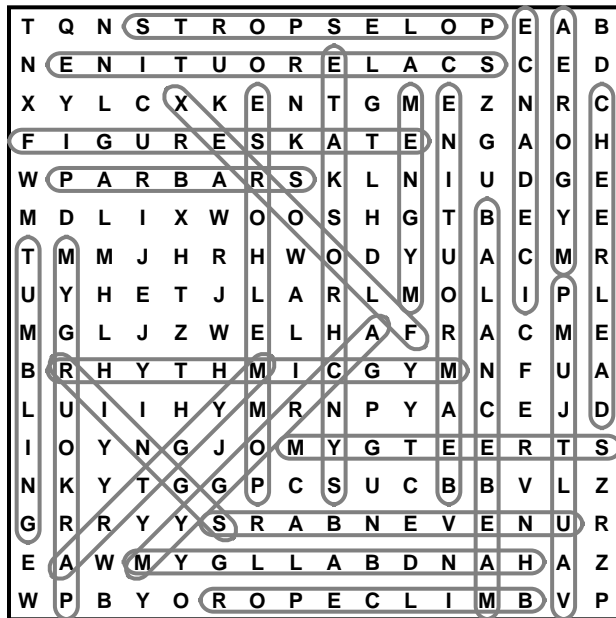 T Q N S T R O P S E L O P E A B
N E N I T U O R E L A C S C E D
X Y L C X K E N T G M E Z N R C
F I G U R E S K A T E N G A O H
W P A R B A R S K L N I U D G E
M D L I X W O O S H G T B E Y E
T M M J H R H W O D Y U A C M R
U Y H E T J L A R L M O L I P L
M G L J Z W E L H A F R A C M E
B R H Y T H M I C G Y M N F U A
L U I I H Y M R N P Y A C E J D
I O Y N G J O M Y G T E E R T S
N K Y T G G P C S U C B B V L Z
G R R Y Y S R A B N E V E N U R
E A W M Y G L L A B D N A H A Z
W P B Y O R O P E C L I M B V P